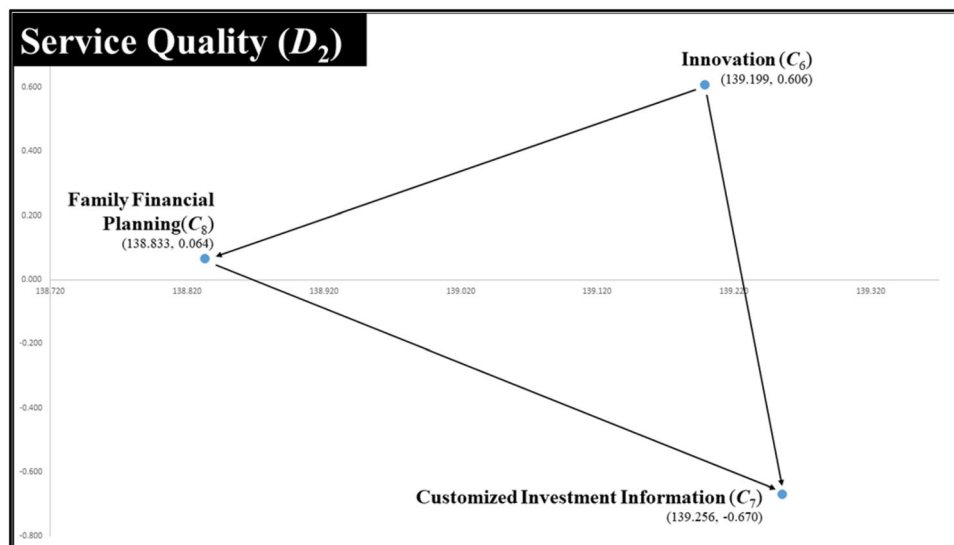 Service Quality (D₂)
Innovation (C₆)
(139.199, 0.606)
0.600
0.400
Family Financial
Planning(C₈)
(138.833, 0.064)
0.200
0.000
138.720 138.820 138.920 139.020 139.120 139.220 139.320
-0.200
-0.400
-0.600
Customized Investment Information (C₇)
(139.256, -0.670)
-0.800